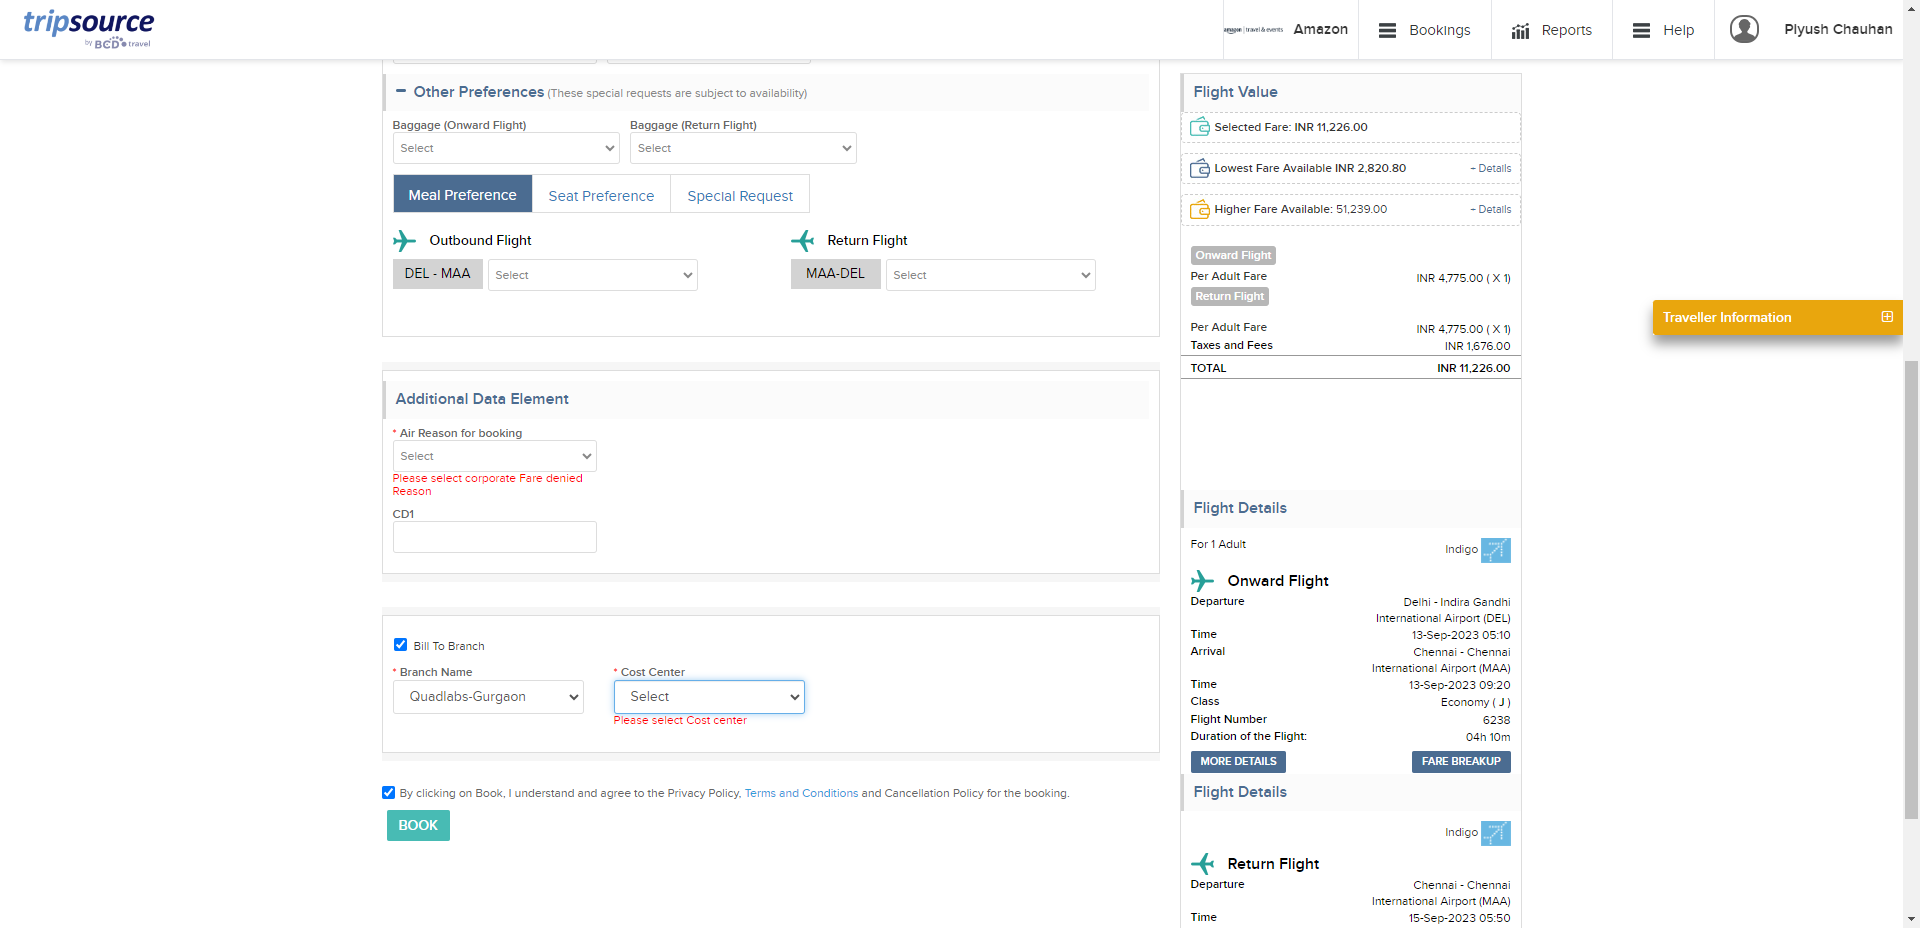 tripsource
by BCD travel
amazon | travel & events
Amazon
Bookings
Reports
Help
Piyush Chauhan
Other Preferences (These special requests are subject to availability)
Baggage (Onward Flight)
Baggage (Return Flight)
Select
Select
Meal Preference
Seat Preference
Special Request
Outbound Flight
Return Flight
DEL - MAA
Select
MAA-DEL
Select
Additional Data Element
* Air Reason for booking
Select
Please select corporate Fare denied
Reason
CD1
Bill To Branch
* Branch Name
* Cost Center
Quadlabs-Gurgaon
Select
Please select Cost center
By clicking on Book, I understand and agree to the Privacy Policy, Terms and Conditions and Cancellation Policy for the booking.
BOOK
Flight Value
Selected Fare: INR 11,226.00
Lowest Fare Available INR 2,820.80
+ Details
Higher Fare Available: 51,239.00
+ Details
Onward Flight
Per Adult Fare
INR 4,775.00 ( X 1)
Return Flight
Per Adult Fare
INR 4,775.00 ( X 1)
Taxes and Fees
INR 1,676.00
TOTAL
INR 11,226.00
Traveller Information
Flight Details
For 1 Adult
Indigo
Onward Flight
Departure
Delhi - Indira Gandhi
International Airport (DEL)
Time
13-Sep-2023 05:10
Arrival
Chennai - Chennai
International Airport (MAA)
Time
13-Sep-2023 09:20
Class
Economy ( J )
Flight Number
6238
Duration of the Flight:
04h 10m
MORE DETAILS
FARE BREAKUP
Flight Details
Indigo
Return Flight
Departure
Chennai - Chennai
International Airport (MAA)
Time
15-Sep-2023 05:50